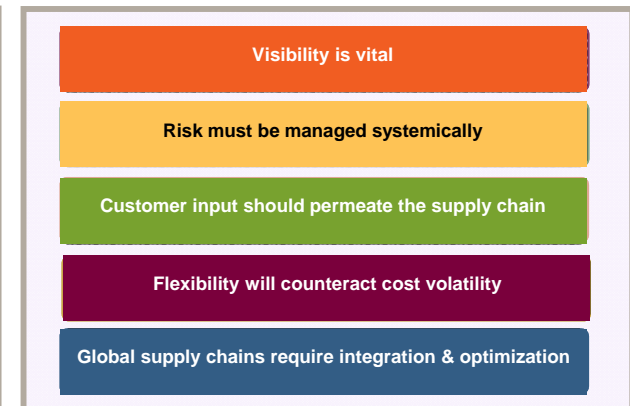 Visibility is vital
Risk must be managed systemically
Customer input should permeate the supply chain
Flexibility will counteract cost volatility
Global supply chains require integration & optimization